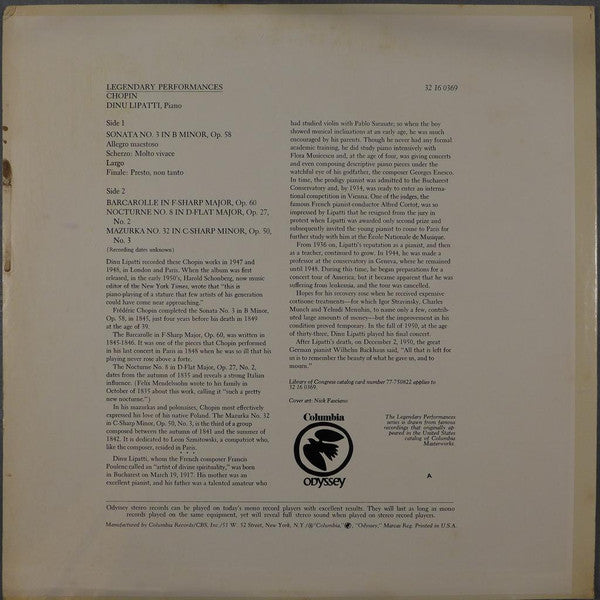 LEGENDARY PERFORMANCES
CHOPIN
DINU LIPATTI, Piano
32 16 0369
Side 1
SONATA NO. 3 IN B MINOR, Op. 58
Allegro maestoso
Scherzo: Molto vivace
Largo
Finale: Presto, non tanto
Side 2
BARCAROLLE IN F-SHARP MAJOR, Op. 60
NOCTURNE NO. 8 IN D-FLAT MAJOR, Op. 27,
No. 2
MAZURKA NO. 32 IN C-SHARP MINOR, Op. 50,
No. 3
(Recording dates unknown)
Dinu Lipatti recorded these Chopin works in 1947 and
1948, in London and Paris. When the album was first
released, in the early 1950's, Harold Schonberg, now music
editor of the New York Times, wrote that "this is
piano-playing of a stature that few artists of his generation
could have come near approaching."
Frédéric Chopin completed the Sonata No. 3 in B Minor,
Op. 58, in 1845, just four years before his death in 1849
at the age of 39.
The Barcarolle in F-Sharp Major, Op. 60, was written in
1845-1846. It was one of the pieces that Chopin performed
in his last concert in Paris in 1848 when he was so ill that his
playing never rose above a forte.
The Nocturne No. 8 in D-Flat Major, Op. 27, No. 2,
dates from the autumn of 1835 and reveals a strong Italian
influence. (Felix Mendelssohn wrote to his family in
October of 1835 about this work, calling it "such a pretty
new nocturne.")
In his mazurkas and polonaises, Chopin most effectively
expressed his love of his native Poland. The Mazurka No. 32
in C-Sharp Minor, Op. 50, No. 3, is the third of a group
composed between the autumn of 1841 and the summer of
1842. It is dedicated to Leon Szmitowski, a compatriot who,
like the composer, resided in Paris.
Dinu Lipatti, whom the French composer Francis
Poulenc called an "artist of divine spirituality," was born
in Bucharest on March 19, 1917. His mother was an
excellent pianist, and his father was a talented amateur who
had studied violin with Pablo Sarasate; so when the boy
showed musical inclinations at an early age, he was much
encouraged by his parents. Though he never had any formal
academic training, he did study piano intensively with
Flora Musicescu and, at the age of four, was giving concerts
and even composing descriptive piano pieces under the
watchful eye of his godfather, the composer Georges Enesco.
In time, the prodigy pianist was admitted to the Bucharest
Conservatory and, by 1934, was ready to enter an interna-
tional competition in Vienna. One of the judges, the
famous French pianist conductor Alfred Cortot, was so
impressed by Lipatti that he resigned from the jury in
protest when Lipatti was awarded only second prize and
subsequently invited the young pianist to come to Paris for
further study with him at the École Nationale de Musique.
From 1936 on, Lipatti's reputation as a pianist, and then
as a teacher, continued to grow. In 1944, he was made a
professor at the conservatory in Geneva, where he remained
until 1948. During this time, he began preparations for a
concert tour of America; but it became apparent that he was
suffering from leukemia, and the tour was cancelled.
Hopes for his recovery rose when he received expensive
cortisone treatments—for which Igor Stravinsky, Charles
Munch and Yehudi Menuhin, to name only a few, contrib-
uted large amounts of money—but the improvement in his
condition proved temporary. In the fall of 1950, at the age
of thirty-three, Dinu Lipatti played his final concert.
After Lipatti's death, on December 2, 1950, the great
German pianist Wilhelm Backhaus said, "All that is left for
us is to remember the beauty of what he gave us, and to
mourn."
Library of Congress catalog card number 77-750822 applies to
32 16 0369.
Cover art: Nick Fasciano
Columbia
ODYSSEY
The Legendary Performances
series is drawn from famous
recordings that originally ap-
peared in the United States
catalog of Columbia
Masterworks.
A
Odyssey stereo records can be played on today's mono record players with excellent results. They will last as long as mono
records played on the same equipment, yet will reveal full stereo sound when played on stereo record players.
Manufactured by Columbia Records/CBS, Inc./51 W. 52 Street, New York, N.Y./® "Columbia," "Odyssey," Marcas Reg. Printed in U.S.A.